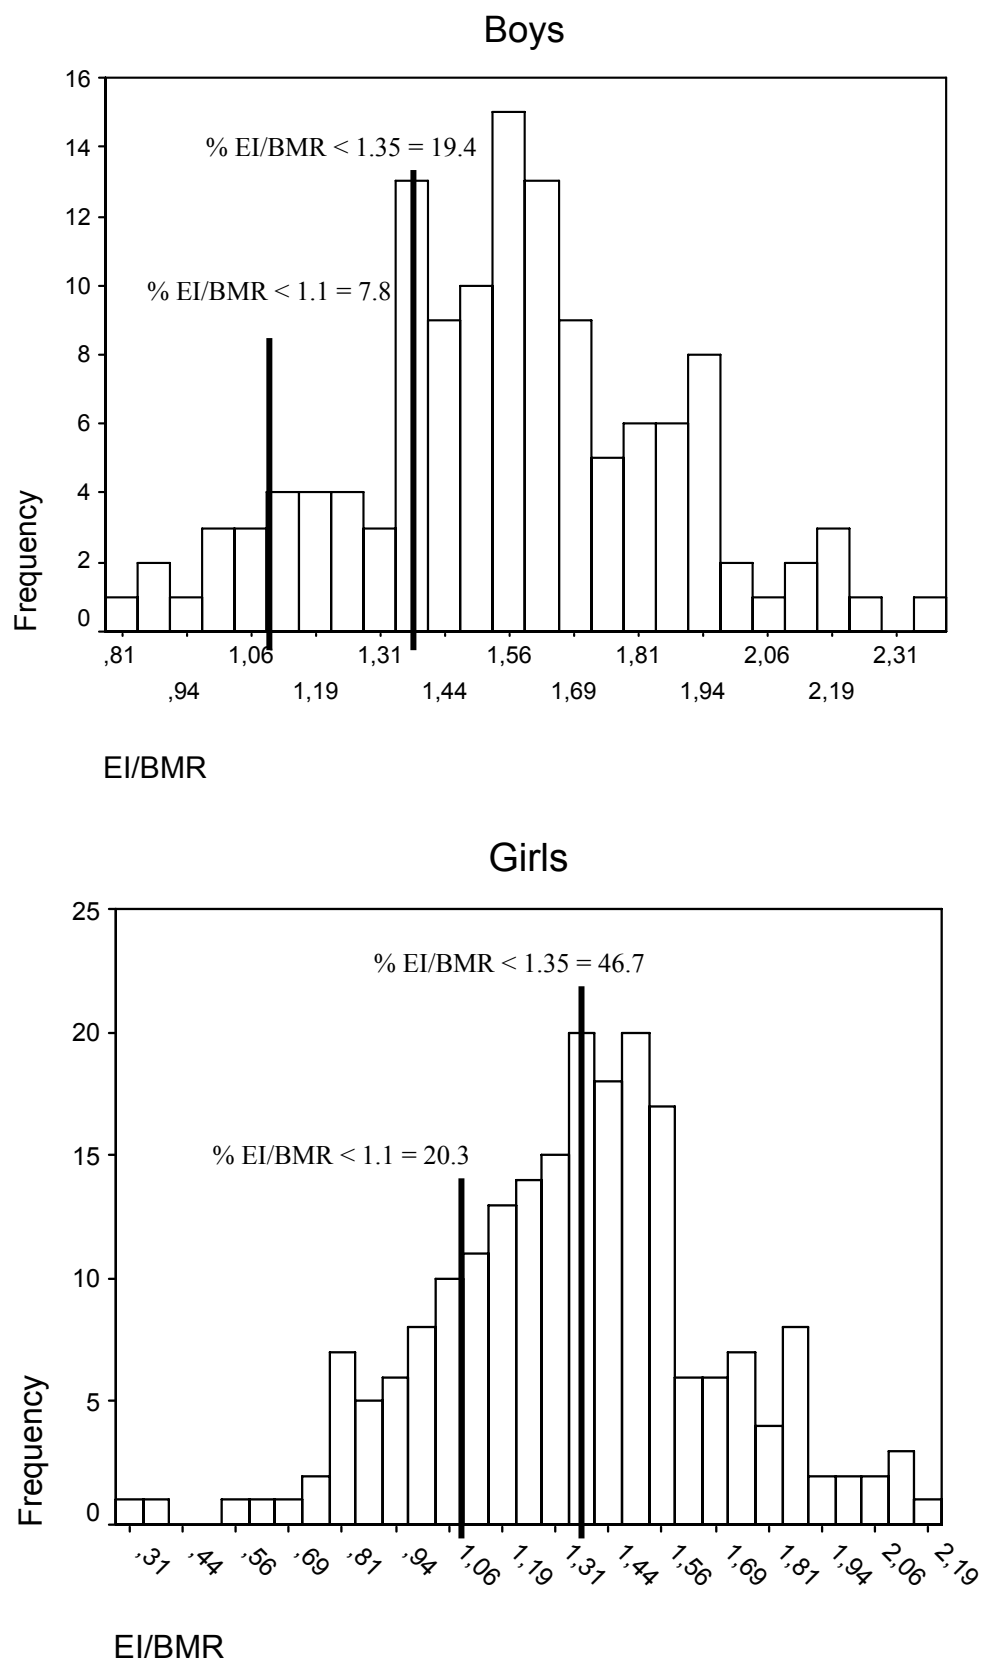 Boys
16
% EI/BMR < 1.35 = 19.4
14
12
% EI/BMR < 1.1 = 7.8
10
8
6
4
2
0
Frequency
,81 1,06 1,31 1,56 1,81 2,06 2,31
,94 1,19 1,44 1,69 1,94 2,19
EI/BMR
Girls
25
% EI/BMR < 1.35 = 46.7
20
% EI/BMR < 1.1 = 20.3
15
10
5
0
Frequency
,31 ,44 ,56 ,69 ,81 ,94 1,06 1,19 1,31 1,44 1,56 1,69 1,81 1,94 2,06 2,19
EI/BMR